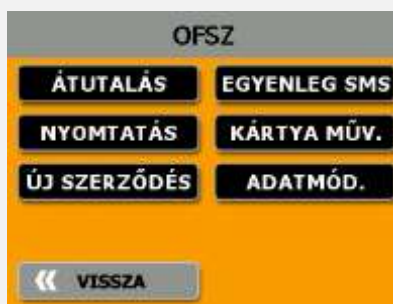 OFSZ
ÁTUTALÁS EGYENLEG SMS
NYOMTATÁS KÁRTYA MŰV.
ÚJ SZERZŐDÉS ADATMÓD.
VISSZA